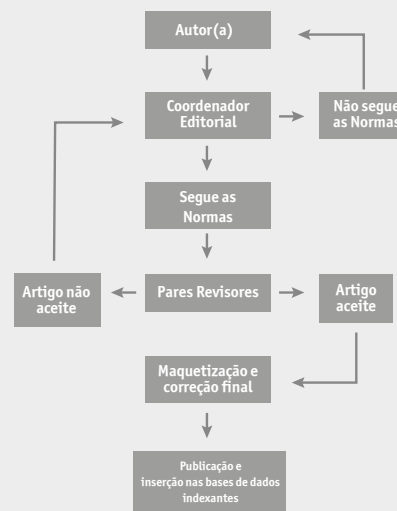 Autor(a)
Coordenador
Editorial
Não segue
as Normas
Segue as
Normas
Artigo não
aceite
Pares Revisores
Artigo
aceite
Maquetização e
correção final
Publicação e
inserção nas bases de dados
indexantes